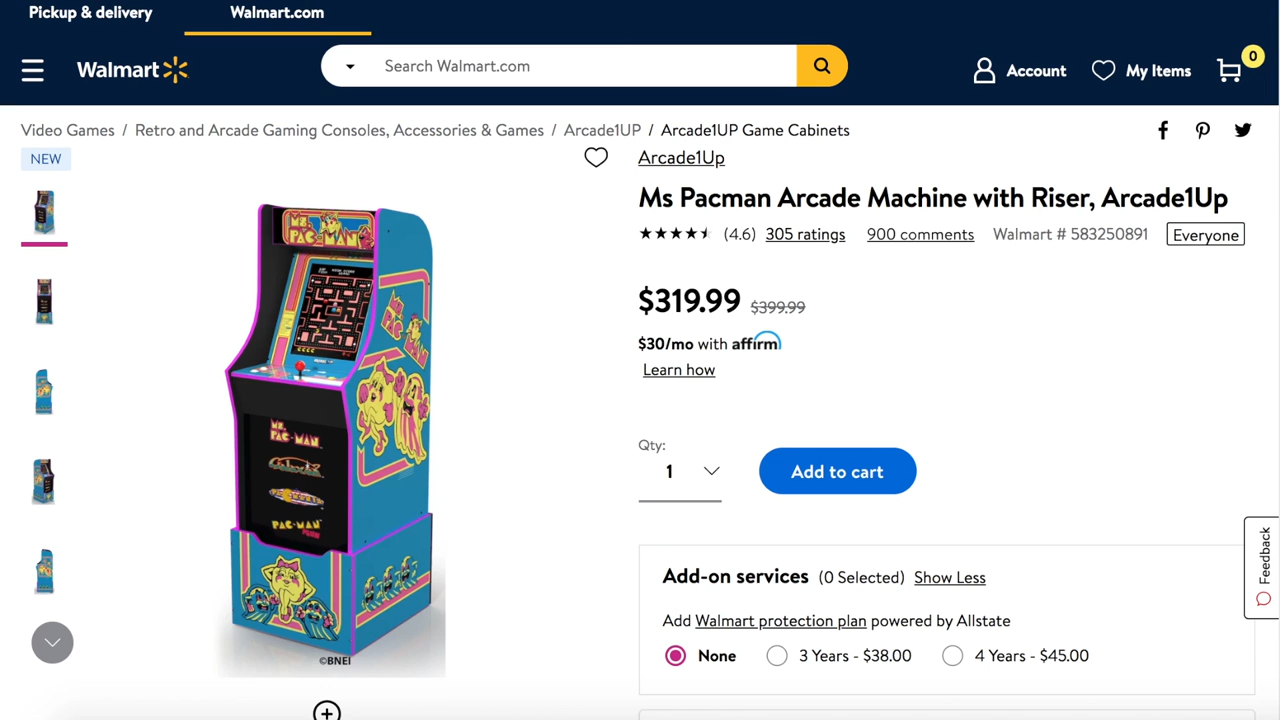 Pickup & delivery
Walmart.com
Walmart
Search Walmart.com
Account
My Items
0
Video Games / Retro and Arcade Gaming Consoles, Accessories & Games / Arcade1UP / Arcade1UP Game Cabinets
NEW
Arcade1Up
Ms Pacman Arcade Machine with Riser, Arcade1Up
(4.6) 305 ratings 900 comments Walmart # 583250891 Everyone
$319.99 $399.99
$30/mo with affirm
Learn how
Qty:
1
Add to cart
Add-on services (0 Selected) Show Less
Add Walmart protection plan powered by Allstate
None
3 Years - $38.00
4 Years - $45.00
Feedback
MS. PAC-MAN
MS. PAC MAN
MS. PAC-MAN
PAC-MAN
©BNEI